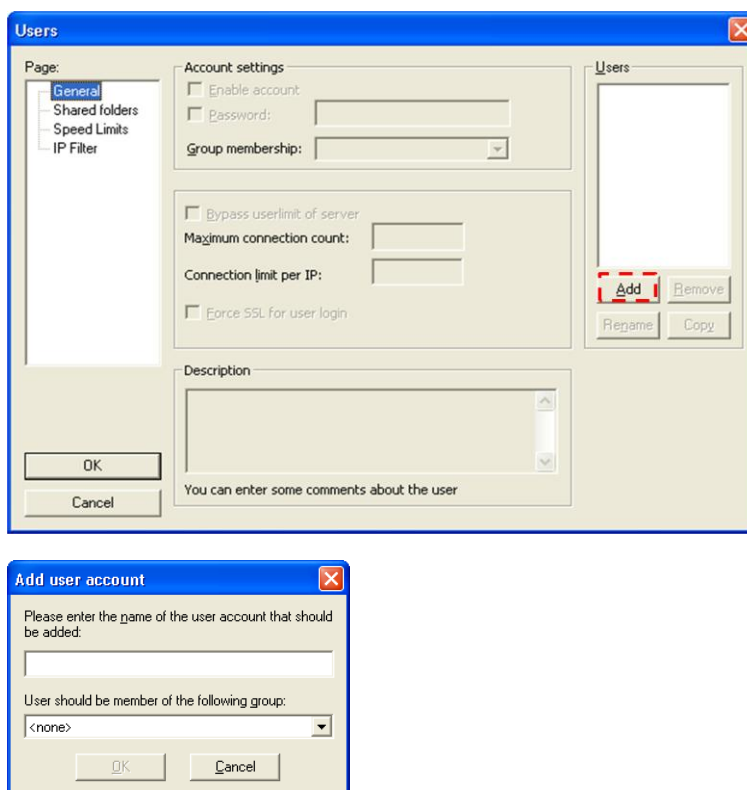 Users
Page:
General
Shared folders
Speed Limits
IP Filter
OK
Cancel
Account settings
Enable account
Password:
Group membership:
Bypass userlimit of server
Maximum connection count:
Connection limit per IP:
Force SSL for user login
Description
You can enter some comments about the user
Users
Add Remove
Rename Copy
Add user account
Please enter the name of the user account that should
be added:
User should be member of the following group:
<none>
OK Cancel